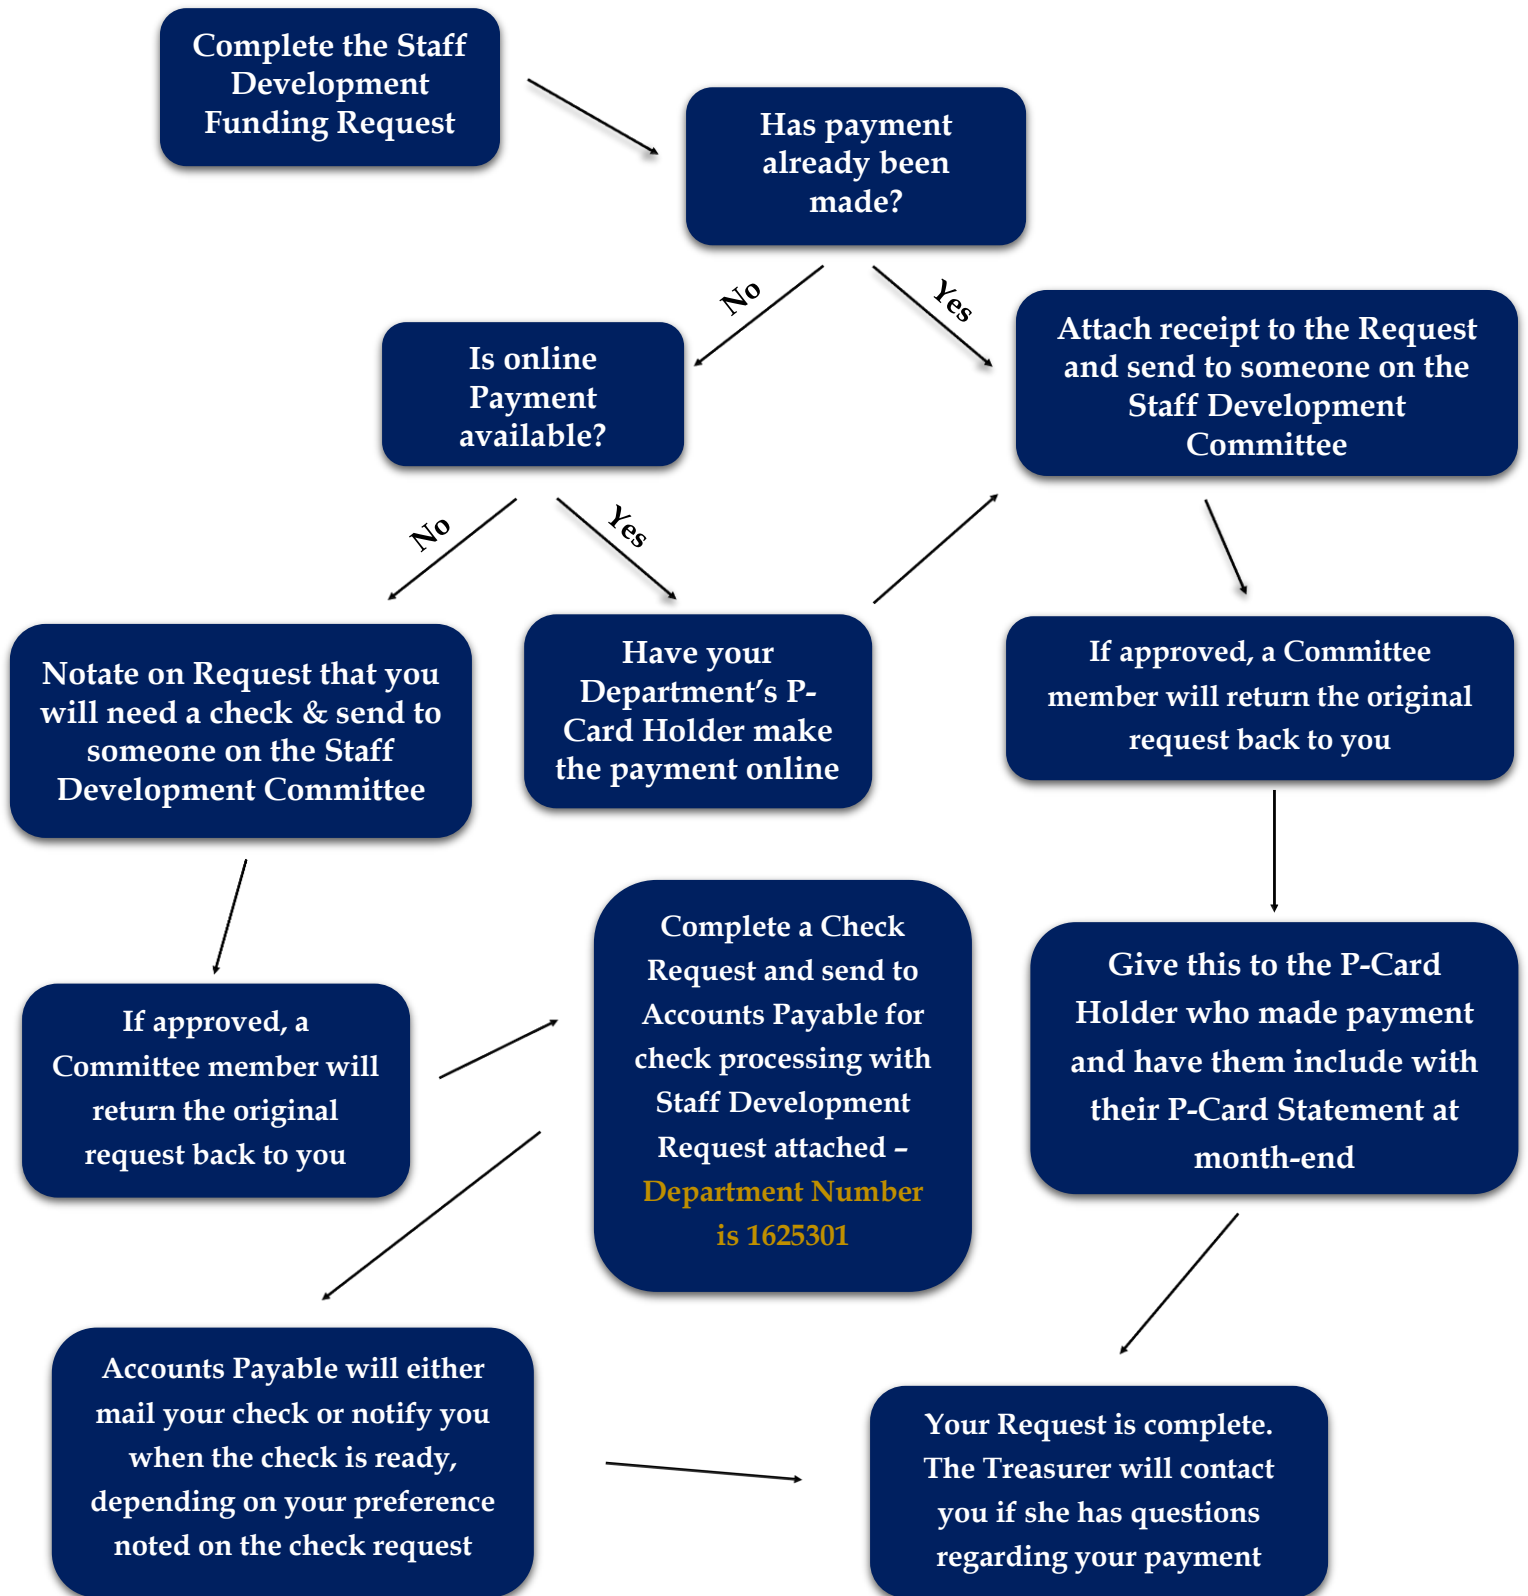 Complete the Staff
Development
Funding Request
Has payment
already been
made?
No
Yes
Is online
Payment
available?
Attach receipt to the Request
and send to someone on the
Staff Development
Committee
No
Yes
Notate on Request that you
will need a check & send to
someone on the Staff
Development Committee
Have your
Department’s P-
Card Holder make
the payment online
If approved, a Committee
member will return the original
request back to you
If approved, a
Committee member will
return the original
request back to you
Complete a Check
Request and send to
Accounts Payable for
check processing with
Staff Development
Request attached –
Department Number
is 1625301
Give this to the P-Card
Holder who made payment
and have them include with
their P-Card Statement at
month-end
Accounts Payable will either
mail your check or notify you
when the check is ready,
depending on your preference
noted on the check request
Your Request is complete.
The Treasurer will contact
you if she has questions
regarding your payment